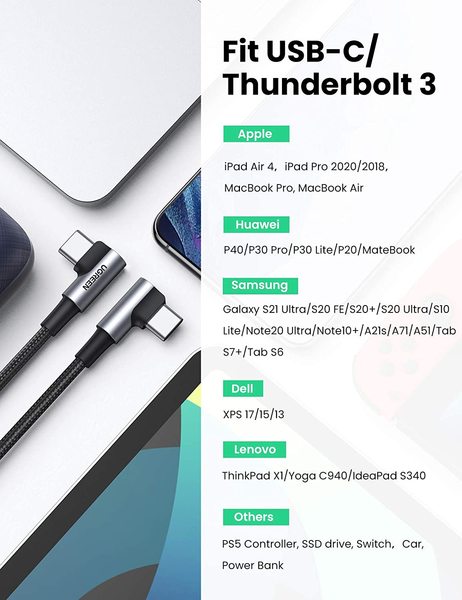 Fit USB-C/
Thunderbolt 3
Apple
iPad Air 4, iPad Pro 2020/2018,
MacBook Pro, MacBook Air
Huawei
P40/P30 Pro/P30 Lite/P20/MateBook
Samsung
Galaxy S21 Ultra/S20 FE/S20+/S20 Ultra/S10
Lite/Note20 Ultra/Note10+/A21s/A71/A51/Tab
S7+/Tab S6
Dell
XPS 17/15/13
Lenovo
ThinkPad X1/Yoga C940/IdeaPad S340
Others
PS5 Controller, SSD drive, Switch, Car,
Power Bank
UGREEN